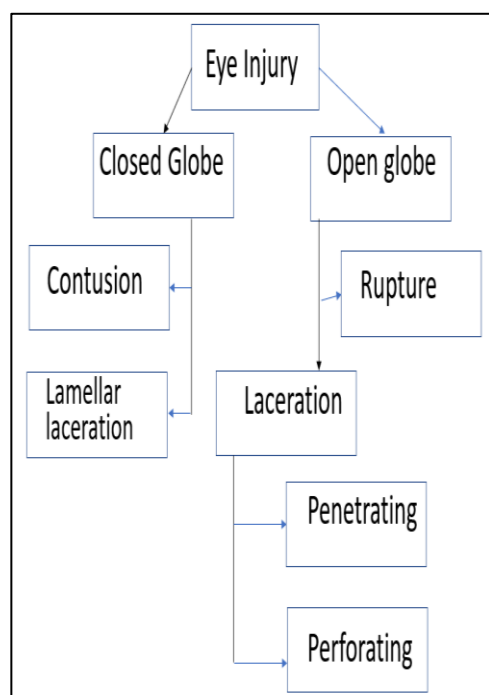 Eye Injury
Closed Globe
Open globe
Contusion
Rupture
Lamellar
laceration
Laceration
Penetrating
Perforating